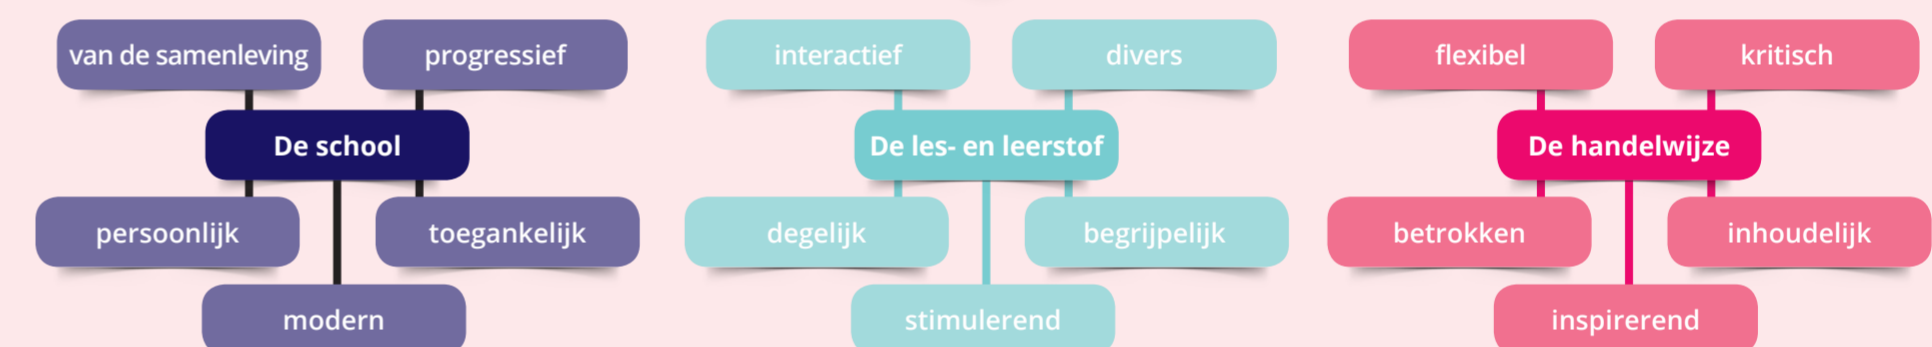 van de samenleving
progressief
De school
persoonlijk
toegankelijk
modern
interactief
divers
De les- en leerstof
degelijk
begrijpelijk
stimulerend
flexibel
kritisch
De handelwijze
betrokken
inhoudelijk
inspirerend